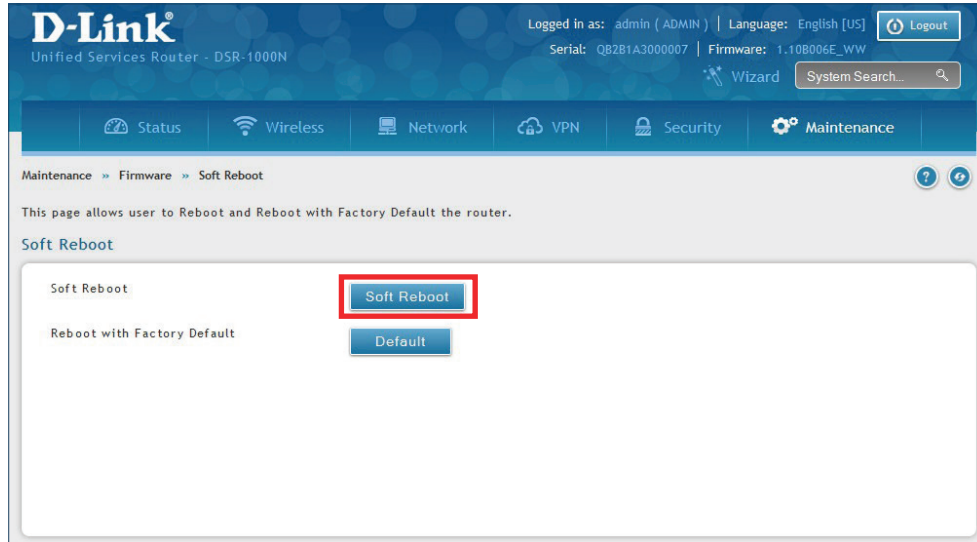 D-Link®
Unified Services Router - DSR-1000N
Logged in as: admin ( ADMIN ) | Language: English [US]
Logout
Serial: QB2B1A3000007 | Firmware: 1.10B006E_WW
Wizard
System Search...
Status
Wireless
Network
VPN
Security
Maintenance
Maintenance » Firmware » Soft Reboot
?
This page allows user to Reboot and Reboot with Factory Default the router.
Soft Reboot
Soft Reboot
Soft Reboot
Reboot with Factory Default
Default